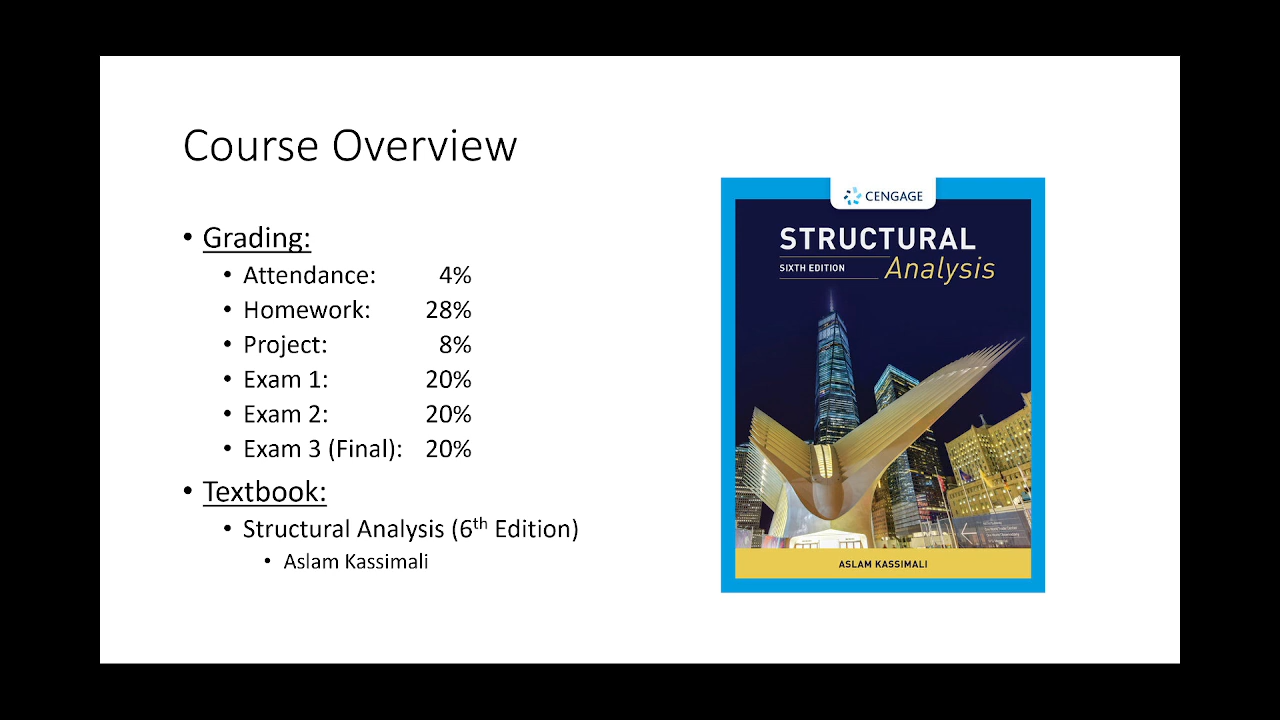 Course Overview
• Grading:
• Attendance: 4%
• Homework: 28%
• Project: 8%
• Exam 1: 20%
• Exam 2: 20%
• Exam 3 (Final): 20%
• Textbook:
• Structural Analysis (6th Edition)
• Aslam Kassimali
CENGAGE
STRUCTURAL
SIXTH EDITION
Analysis
ASLAM KASSIMALI